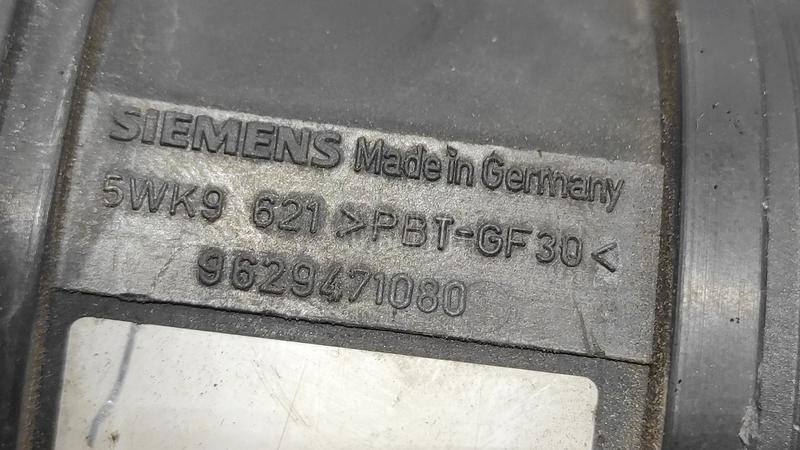 SIEMENS Made in Germany
5WK9 621 >PBT-GF30<
9629471080